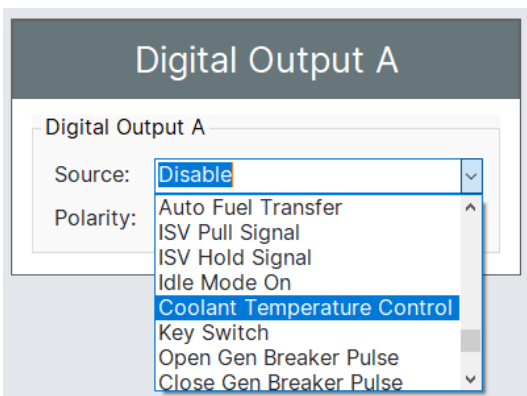 Digital Output A
Digital Output A
Source: Disable
Polarity:
Auto Fuel Transfer
ISV Pull Signal
ISV Hold Signal
Idle Mode On
Coolant Temperature Control
Key Switch
Open Gen Breaker Pulse
Close Gen Breaker Pulse